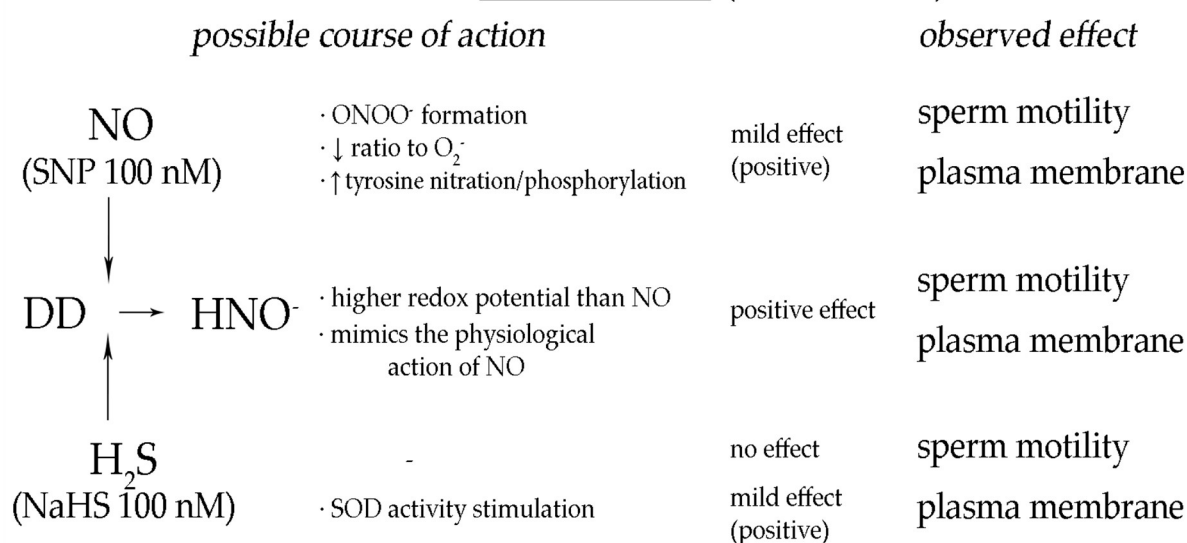 possible course of action
observed effect
NO
(SNP 100 nM)
· ONOO⁻ formation
· ↓ ratio to O₂⁻
· ↑ tyrosine nitration/phosphorylation
mild effect
(positive)
sperm motility
plasma membrane
DD → HNO⁻
· higher redox potential than NO
· mimics the physiological
action of NO
positive effect
sperm motility
plasma membrane
H₂S
(NaHS 100 nM)
-
· SOD activity stimulation
no effect
mild effect
(positive)
sperm motility
plasma membrane